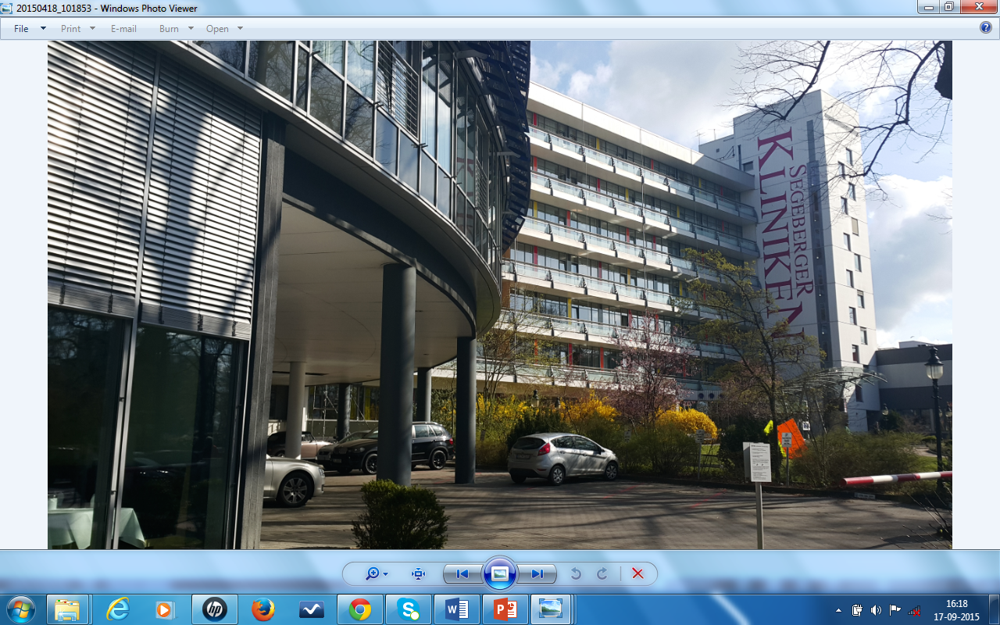 20150418_101853 - Windows Photo Viewer
File Print E-mail Burn Open
SEGEBERGER
KLINIKEN
16:18
17-09-2015